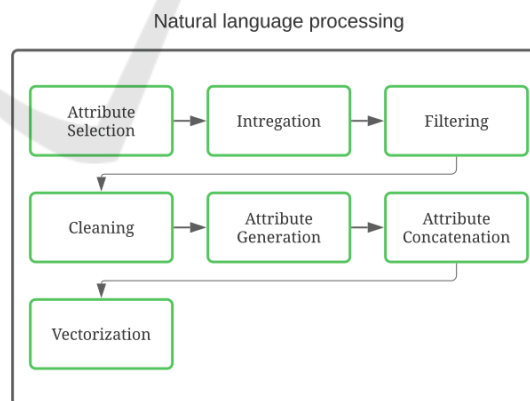 Natural language processing
Attribute
Selection
Intregation
Filtering
Cleaning
Attribute
Generation
Attribute
Concatenation
Vectorization